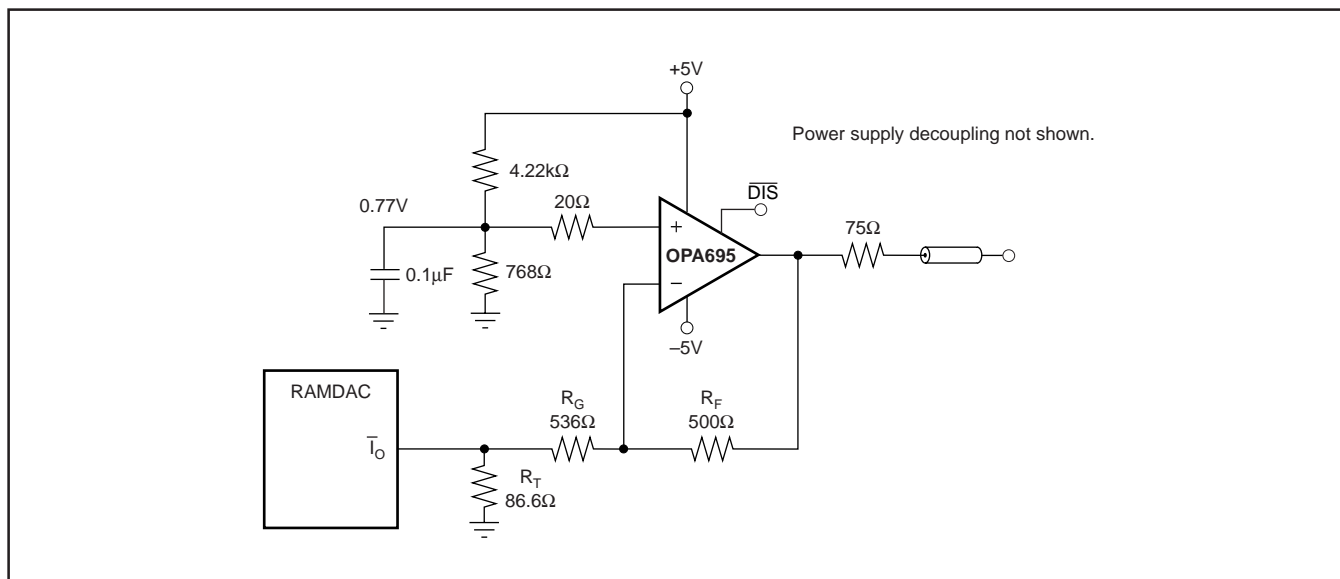 +5V
Power supply decoupling not shown.
4.22kΩ
DIS
0.77V
20Ω
75Ω
+
OPA695
0.1µF
768Ω
–
–5V
RAMDAC
R_G
536Ω
R_F
500Ω
I_O
R_T
86.6Ω